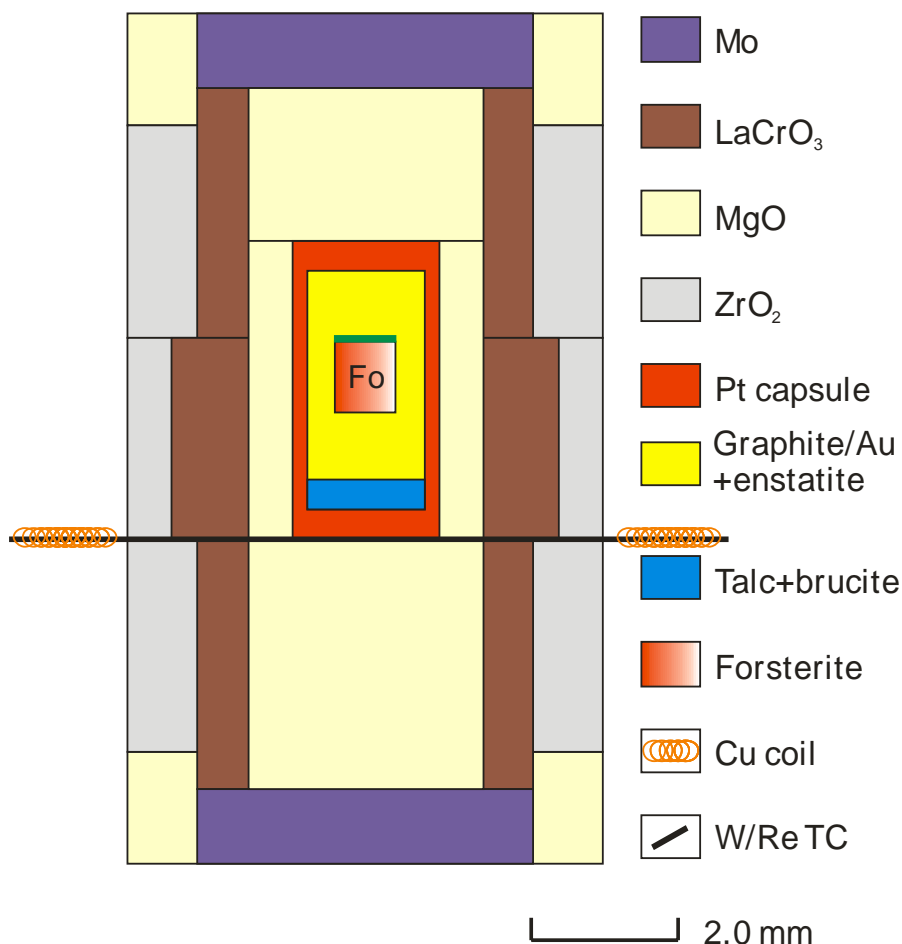 Mo
LaCrO₃
MgO
ZrO₂
Fo
Pt capsule
Graphite/Au
+enstatite
Talc+brucite
Forsterite
Cu coil
W/Re TC
2.0 mm